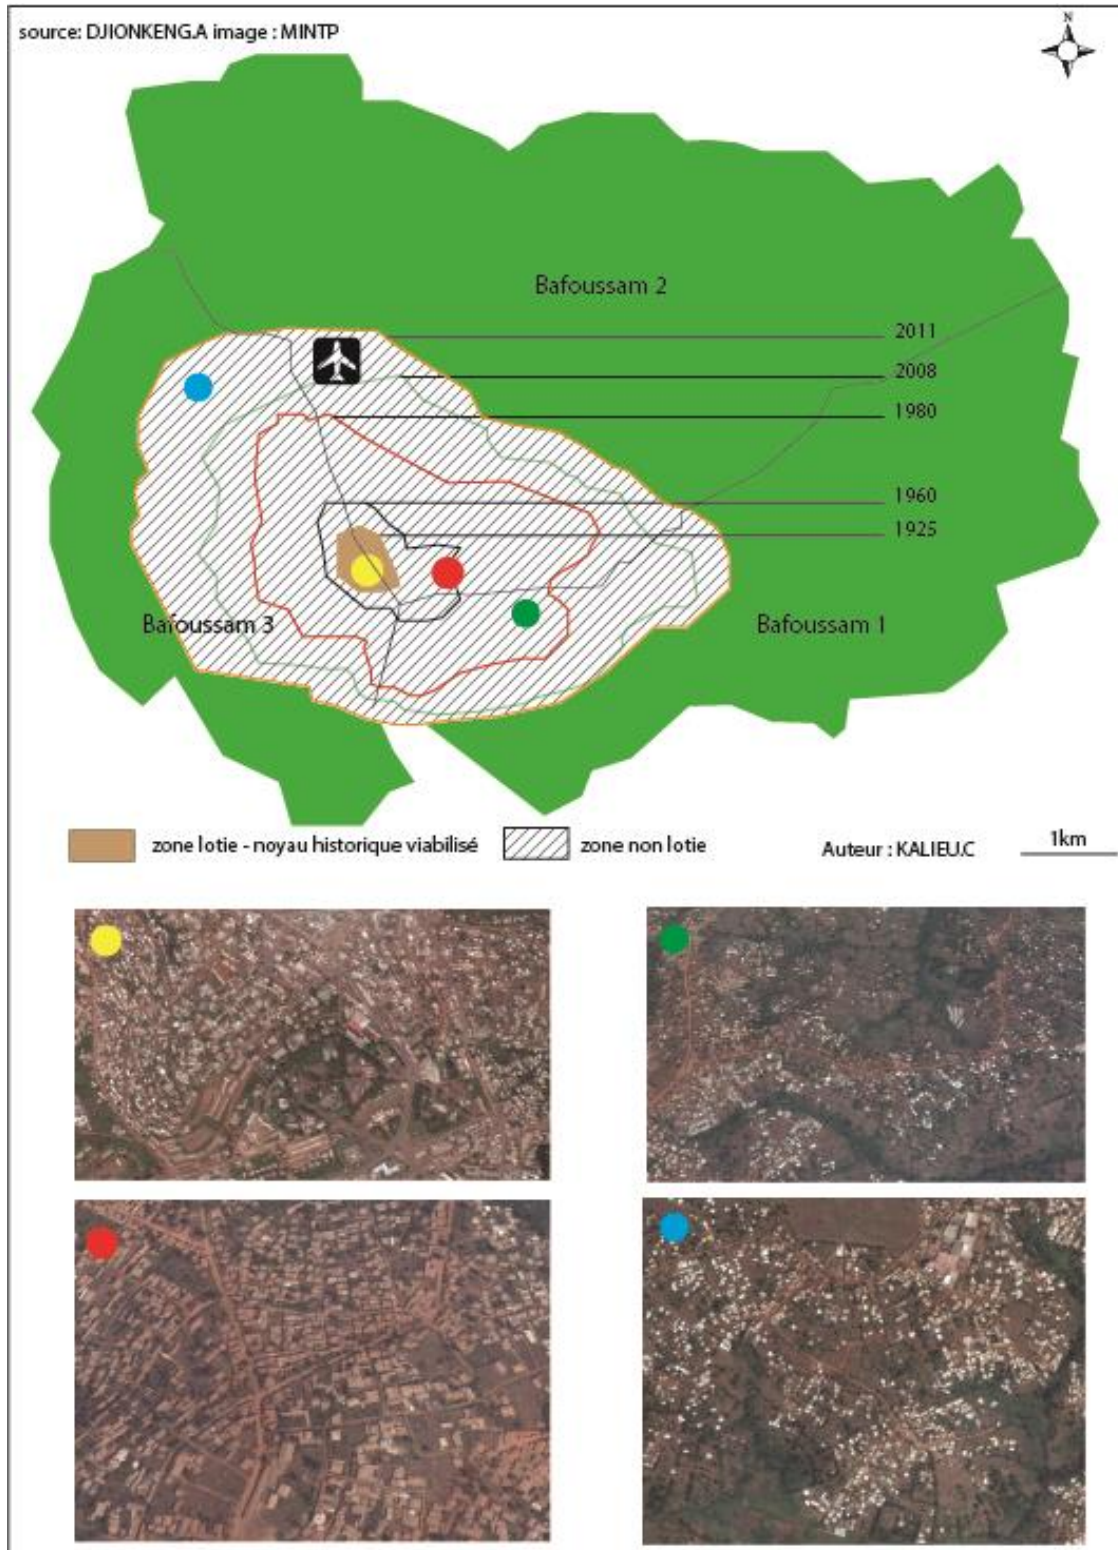 source: DJIONKENG.A image : MINTP
N
Bafoussam 2
2011
2008
1980
1960
1925
Bafoussam 3
Bafoussam 1
zone lotie - noyau historique viabilisé
zone non lotie
Auteur : KALIEU.C
1km